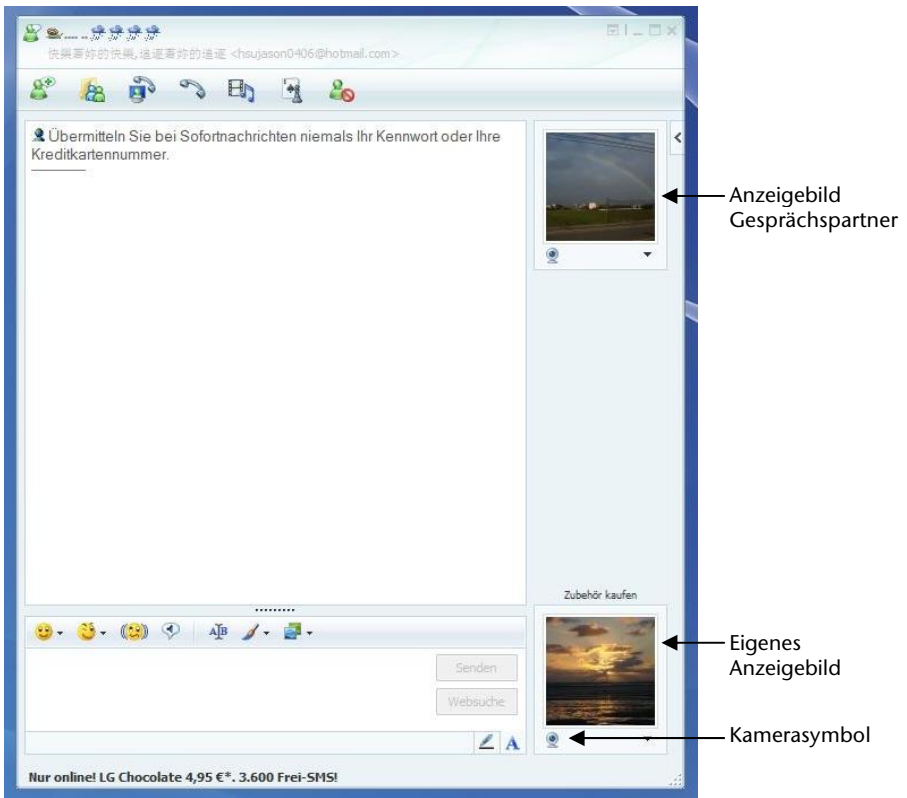 ..... ..
快樂著妳的快樂,追逐著妳的追逐 <hsujason0406@hotmail.com>
Übermitteln Sie bei Sofortnachrichten niemals Ihr Kennwort oder Ihre
Kreditkartennummer.
Anzeigebild
Gesprächspartner
Zubehör kaufen
Senden
Websuche
Eigenes
Anzeigebild
Kamerasymbol
Nur online! LG Chocolate 4,95 €*. 3.600 Frei-SMS!